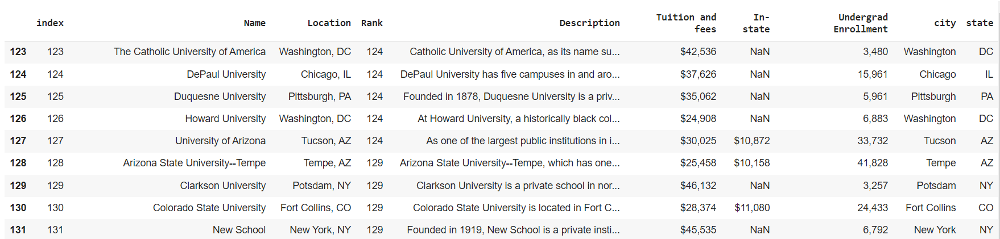 index Name Location Rank Description Tuition and fees In-state Undergrad Enrollment city state
123 123 The Catholic University of America Washington, DC 124 Catholic University of America, as its name su... $42,536 NaN 3,480 Washington DC
124 124 DePaul University Chicago, IL 124 DePaul University has five campuses in and aro... $37,626 NaN 15,961 Chicago IL
125 125 Duquesne University Pittsburgh, PA 124 Founded in 1878, Duquesne University is a priv... $35,062 NaN 5,961 Pittsburgh PA
126 126 Howard University Washington, DC 124 At Howard University, a historically black col... $24,908 NaN 6,883 Washington DC
127 127 University of Arizona Tucson, AZ 124 As one of the largest public institutions in i... $30,025 $10,872 33,732 Tucson AZ
128 128 Arizona State University--Tempe Tempe, AZ 129 Arizona State University--Tempe, which has one... $25,458 $10,158 41,828 Tempe AZ
129 129 Clarkson University Potsdam, NY 129 Clarkson University is a private school in nor... $46,132 NaN 3,257 Potsdam NY
130 130 Colorado State University Fort Collins, CO 129 Colorado State University is located in Fort C... $28,374 $11,080 24,433 Fort Collins CO
131 131 New School New York, NY 129 Founded in 1919, New School is a private insti... $45,535 NaN 6,792 New York NY